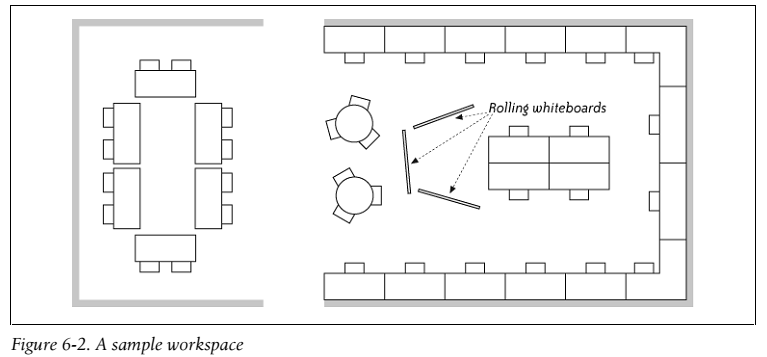 Rolling whiteboards
Figure 6-2. A sample workspace